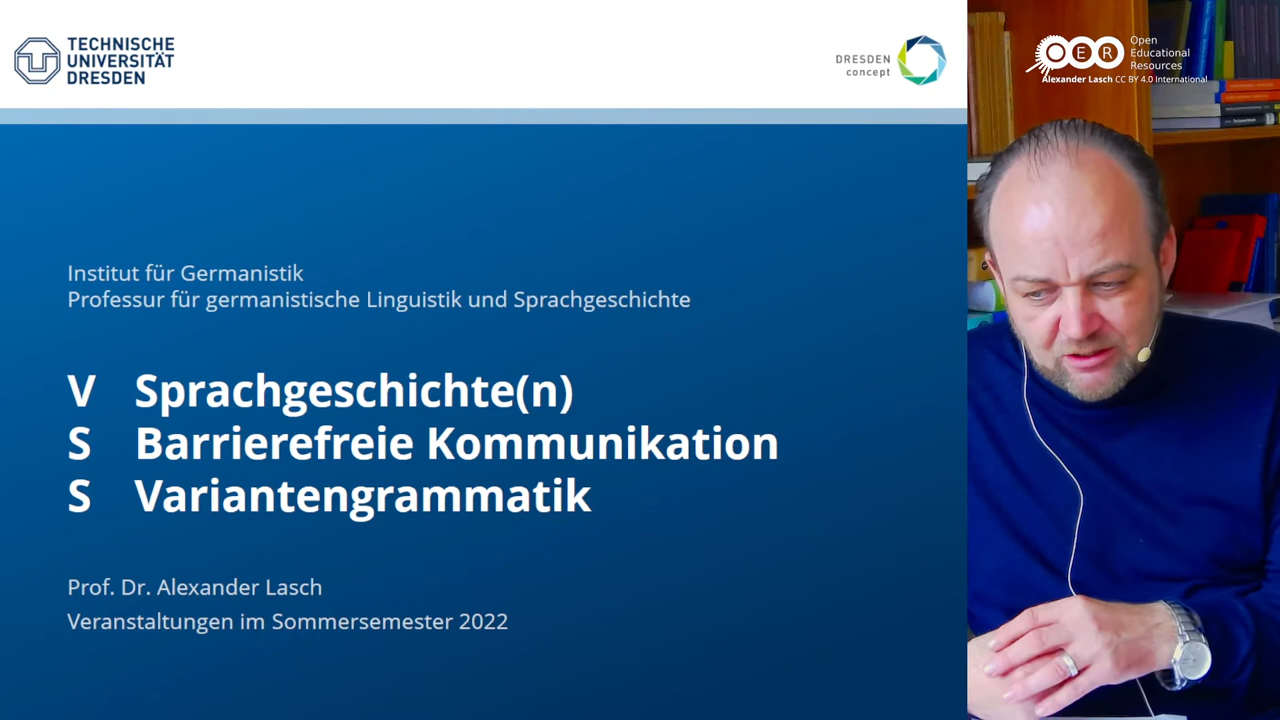 TECHNISCHE
UNIVERSITÄT
DRESDEN
DRESDEN
concept
OER
Open
Educational
Resources
Alexander Lasch CC BY 4.0 International
Institut für Germanistik
Professur für germanistische Linguistik und Sprachgeschichte
V Sprachgeschichte(n)
S Barrierefreie Kommunikation
S Variantengrammatik
Prof. Dr. Alexander Lasch
Veranstaltungen im Sommersemester 2022